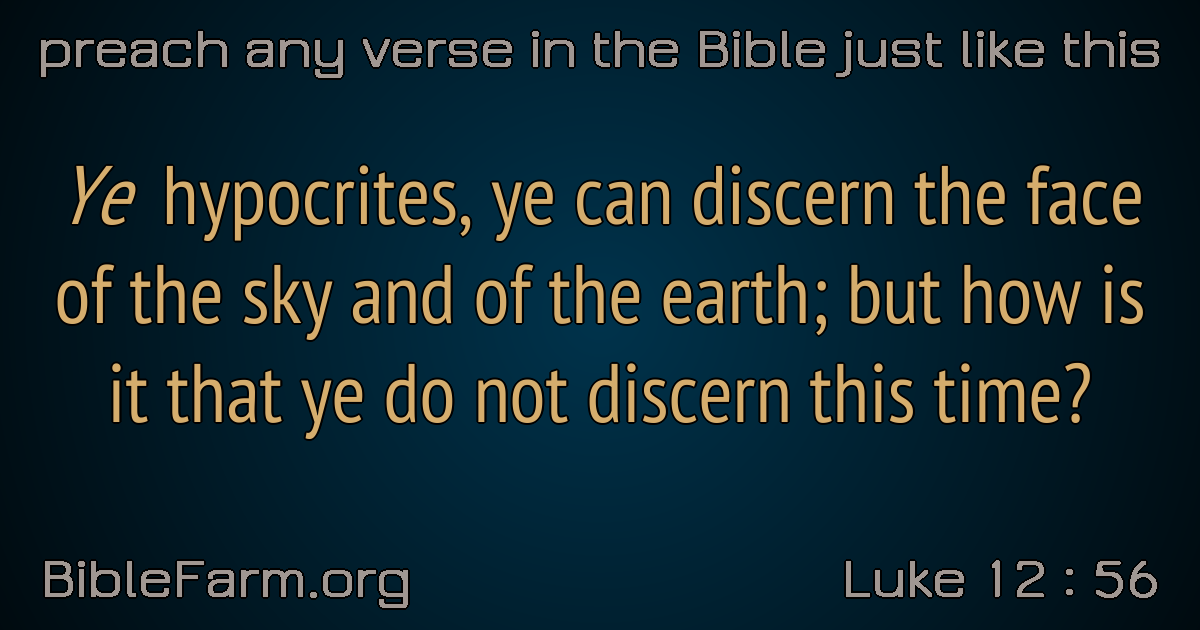 preach any verse in the Bible just like this
Ye hypocrites, ye can discern the face
of the sky and of the earth; but how is
it that ye do not discern this time?
BibleFarm.org
Luke 12 : 56